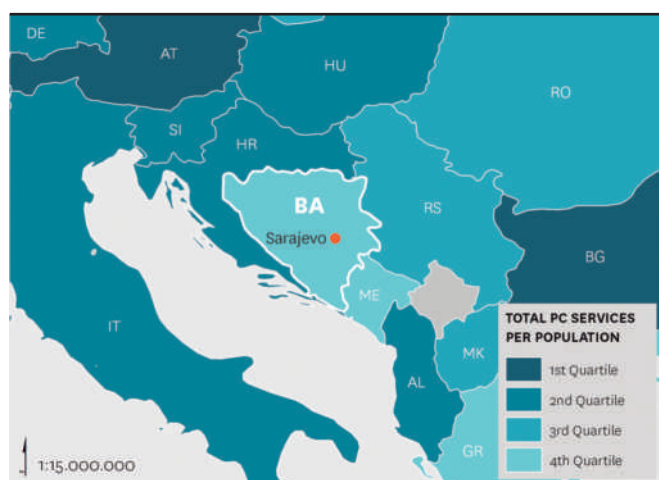 DE
AT
HU
RO
SI
HR
BA
Sarajevo
RS
BG
ME
IT
MK
AL
GR
TOTAL PC SERVICES
PER POPULATION
1st Quartile
2nd Quartile
3rd Quartile
4th Quartile
1:15.000.000